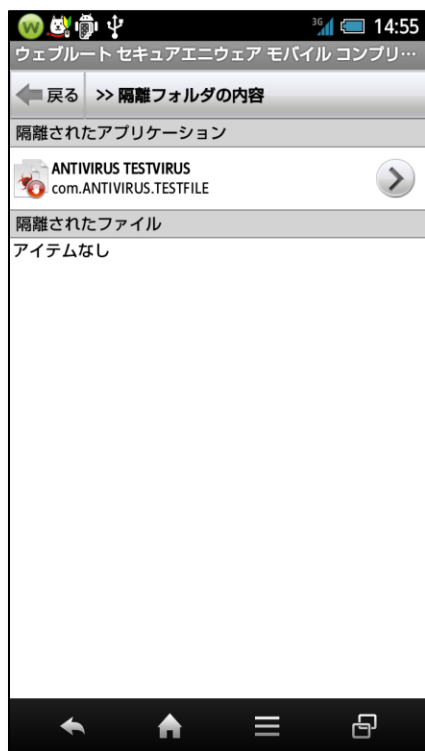 3G 14:55
ウェブルート セキュアエニウェア モバイル コンプリ…
戻る >> 隔離フォルダの内容
隔離されたアプリケーション
ANTIVIRUS TESTVIRUS
com.ANTIVIRUS.TESTFILE
隔離されたファイル
アイテムなし